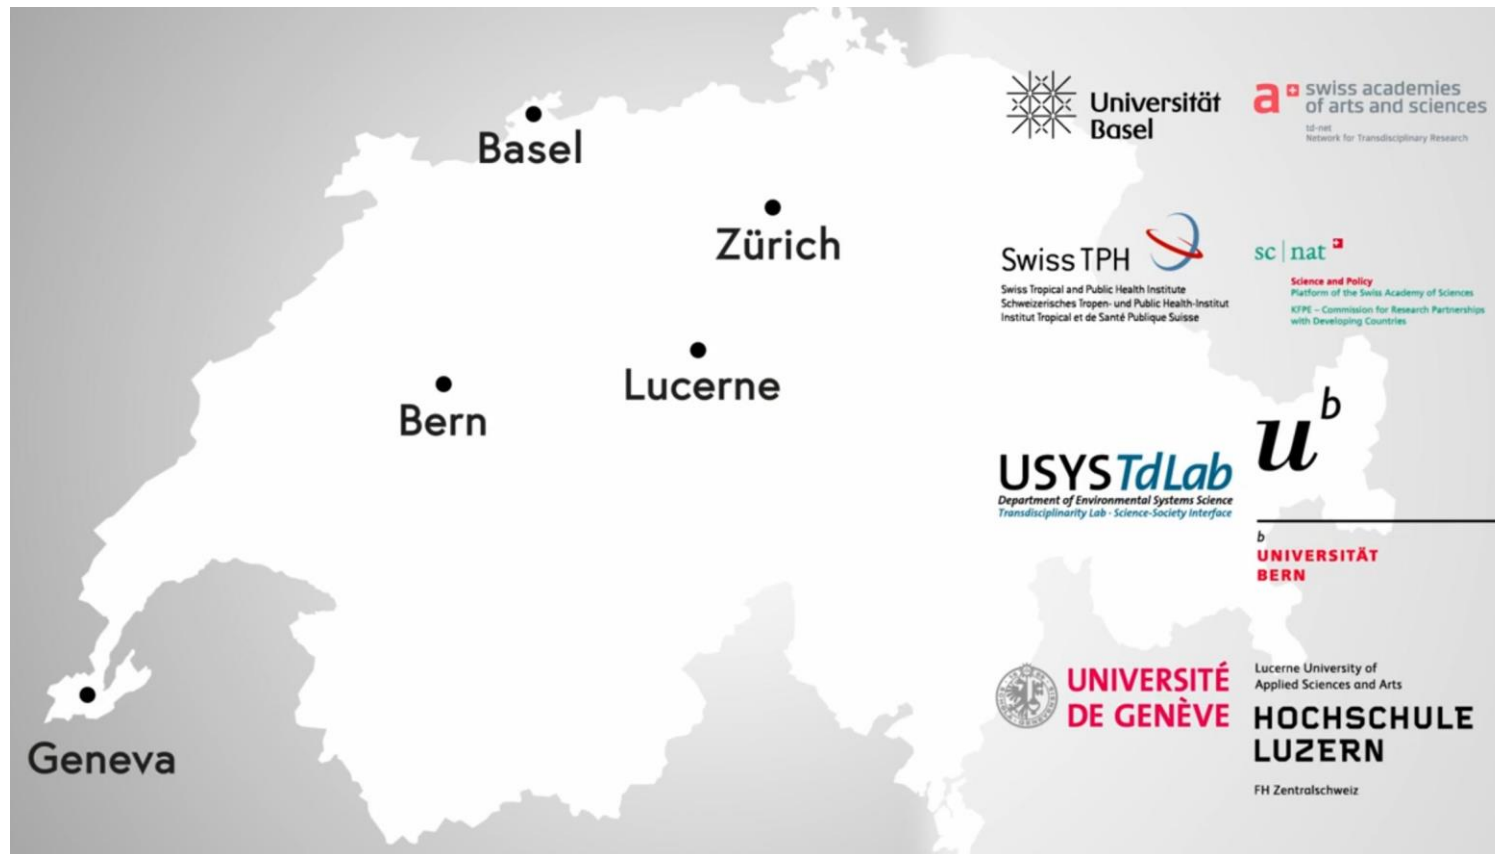 Basel
Zürich
Lucerne
Bern
Geneva
Universität
Basel
a
swiss academies
of arts and sciences
td-net
Network for Transdisciplinary Research
Swiss TPH
Swiss Tropical and Public Health Institute
Schweizerisches Tropen- und Public Health-Institut
Institut Tropical et de Santé Publique Suisse
sc | nat
Science and Policy
Platform of the Swiss Academy of Sciences
KFPE – Commission for Research Partnerships
with Developing Countries
USYS TdLab
Department of Environmental Systems Science
Transdisciplinarity Lab - Science-Society Interface
u b
b
UNIVERSITÄT
BERN
UNIVERSITÉ
DE GENÈVE
Lucerne University of
Applied Sciences and Arts
HOCHSCHULE
LUZERN
FH Zentralschweiz